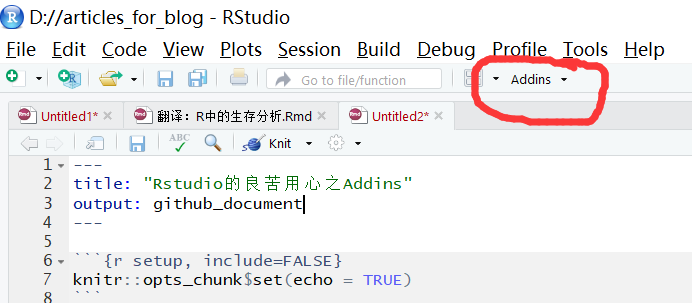 R D://articles_for_blog - RStudio
File Edit Code View Plots Session Build Debug Profile Tools Help
Go to file/function Addins
Untitled1* 翻译：R中的生存分析.Rmd Untitled2*
ABC Knit
1 ---
2 title: "Rstudio的良苦用心之Addins"
3 output: github_document
4 ---
5
6 ```{r setup, include=FALSE}
7 knitr::opts_chunk$set(echo = TRUE)
8 ```